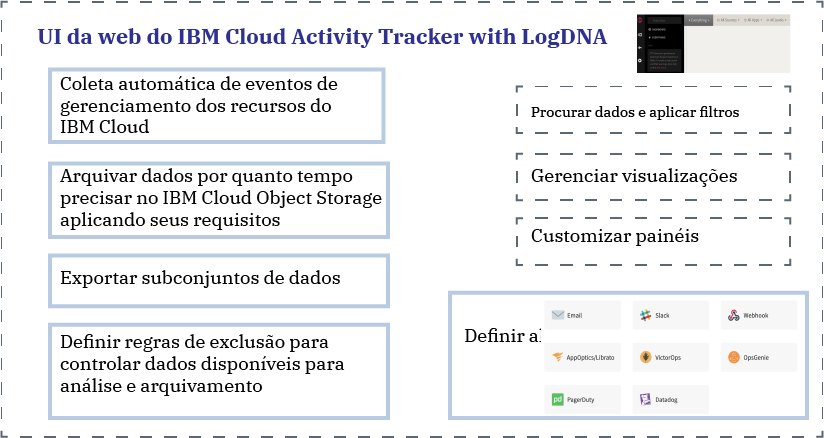 UI da web do IBM Cloud Activity Tracker with LogDNA
Coleta automática de eventos de
gerenciamento dos recursos do
IBM Cloud
Arquivar dados por quanto tempo
precisar no IBM Cloud Object Storage
aplicando seus requisitos
Exportar subconjuntos de dados
Definir regras de exclusão para
controlar dados disponíveis para
análise e arquivamento
Procurar dados e aplicar filtros
Gerenciar visualizações
Customizar painéis
Definir
Email
Slack
Webhook
AppOptics/Librato
VictorOps
OpsGenie
PagerDuty
Datadog